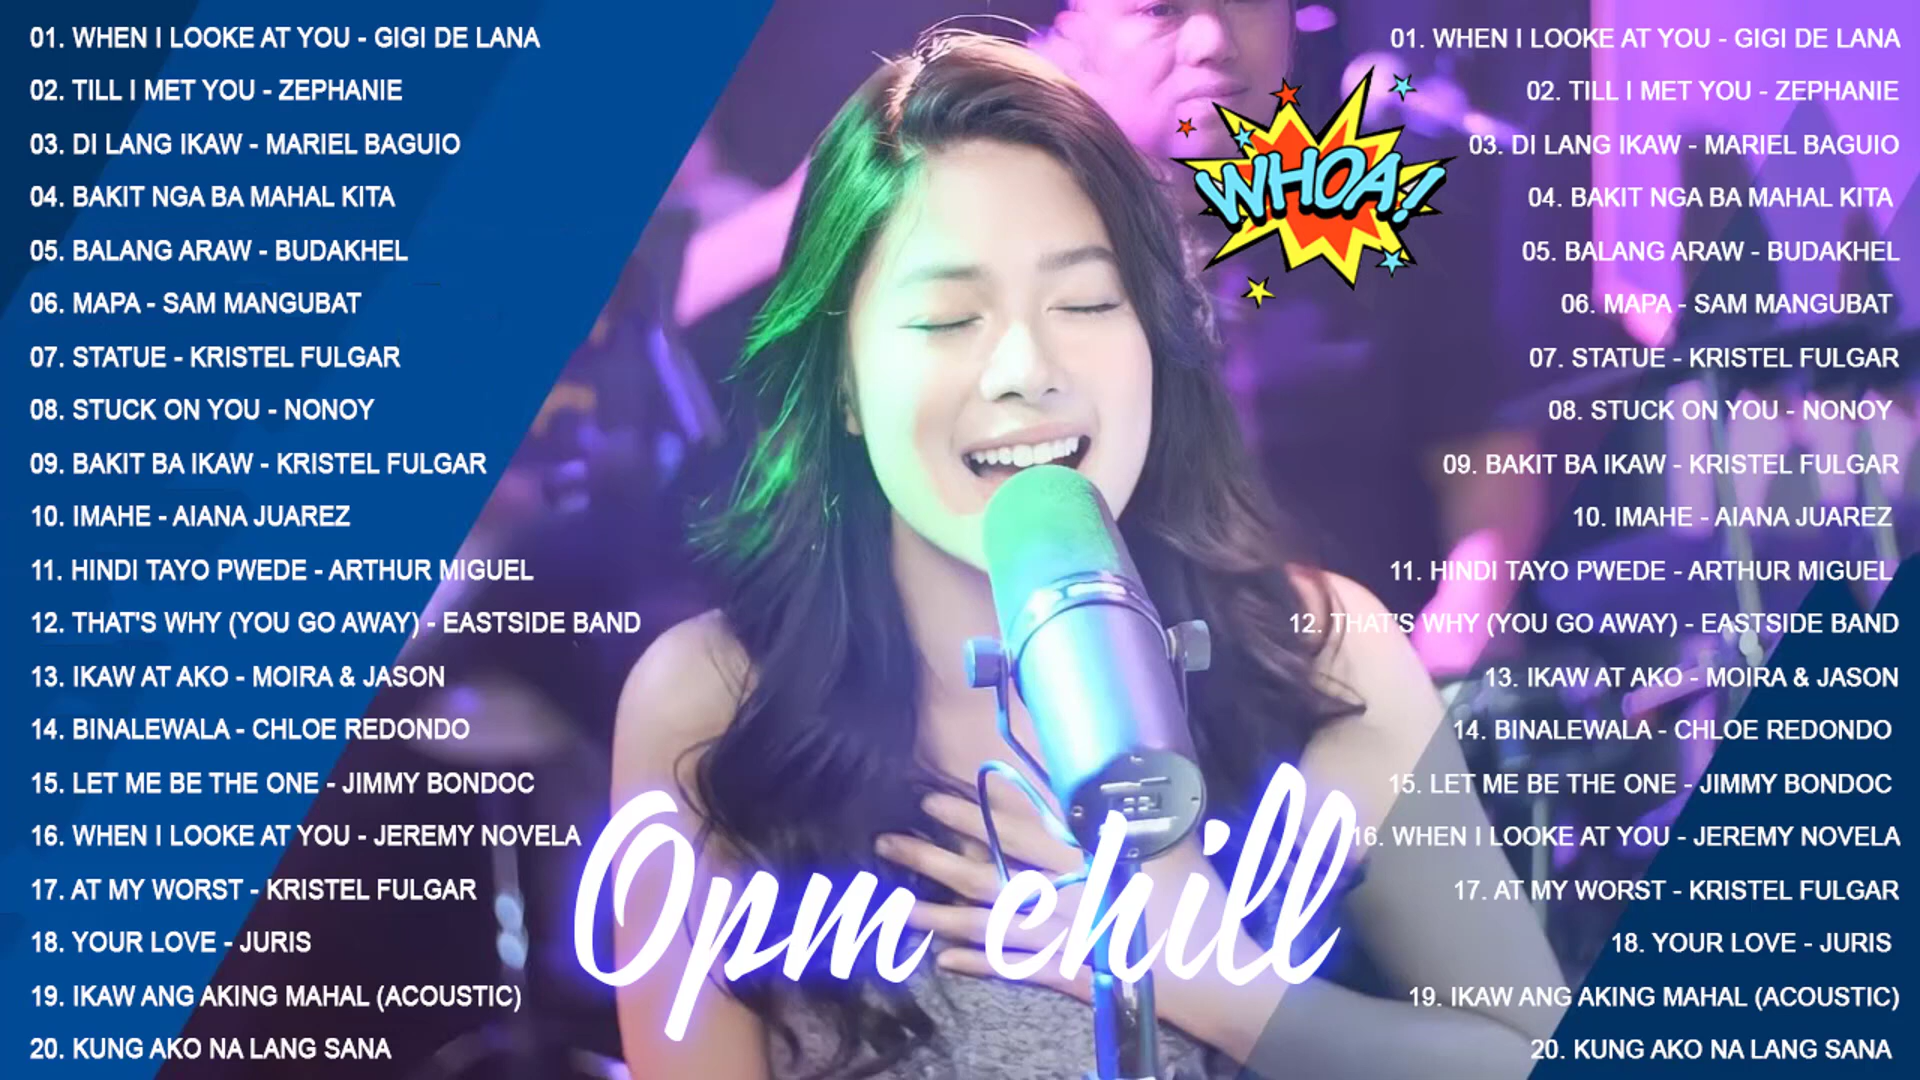 01. WHEN I LOOKE AT YOU - GIGI DE LANA
02. TILL I MET YOU - ZEPHANIE
03. DI LANG IKAW - MARIEL BAGUIO
04. BAKIT NGA BA MAHAL KITA
05. BALANG ARAW - BUDAKHEL
06. MAPA - SAM MANGUBAT
07. STATUE - KRISTEL FULGAR
08. STUCK ON YOU - NONOY
09. BAKIT BA IKAW - KRISTEL FULGAR
10. IMAHE - AIANA JUAREZ
11. HINDI TAYO PWEDE - ARTHUR MIGUEL
12. THAT'S WHY (YOU GO AWAY) - EASTSIDE BAND
13. IKAW AT AKO - MOIRA & JASON
14. BINALEWALA - CHLOE REDONDO
15. LET ME BE THE ONE - JIMMY BONDOC
16. WHEN I LOOKE AT YOU - JEREMY NOVELA
17. AT MY WORST - KRISTEL FULGAR
18. YOUR LOVE - JURIS
19. IKAW ANG AKING MAHAL (ACOUSTIC)
20. KUNG AKO NA LANG SANA
WHOA!
Opm chill
01. WHEN I LOOKE AT YOU - GIGI DE LANA
02. TILL I MET YOU - ZEPHANIE
03. DI LANG IKAW - MARIEL BAGUIO
04. BAKIT NGA BA MAHAL KITA
05. BALANG ARAW - BUDAKHEL
06. MAPA - SAM MANGUBAT
07. STATUE - KRISTEL FULGAR
08. STUCK ON YOU - NONOY
09. BAKIT BA IKAW - KRISTEL FULGAR
10. IMAHE - AIANA JUAREZ
11. HINDI TAYO PWEDE - ARTHUR MIGUEL
12. THAT'S WHY (YOU GO AWAY) - EASTSIDE BAND
13. IKAW AT AKO - MOIRA & JASON
14. BINALEWALA - CHLOE REDONDO
15. LET ME BE THE ONE - JIMMY BONDOC
16. WHEN I LOOKE AT YOU - JEREMY NOVELA
17. AT MY WORST - KRISTEL FULGAR
18. YOUR LOVE - JURIS
19. IKAW ANG AKING MAHAL (ACOUSTIC)
20. KUNG AKO NA LANG SANA